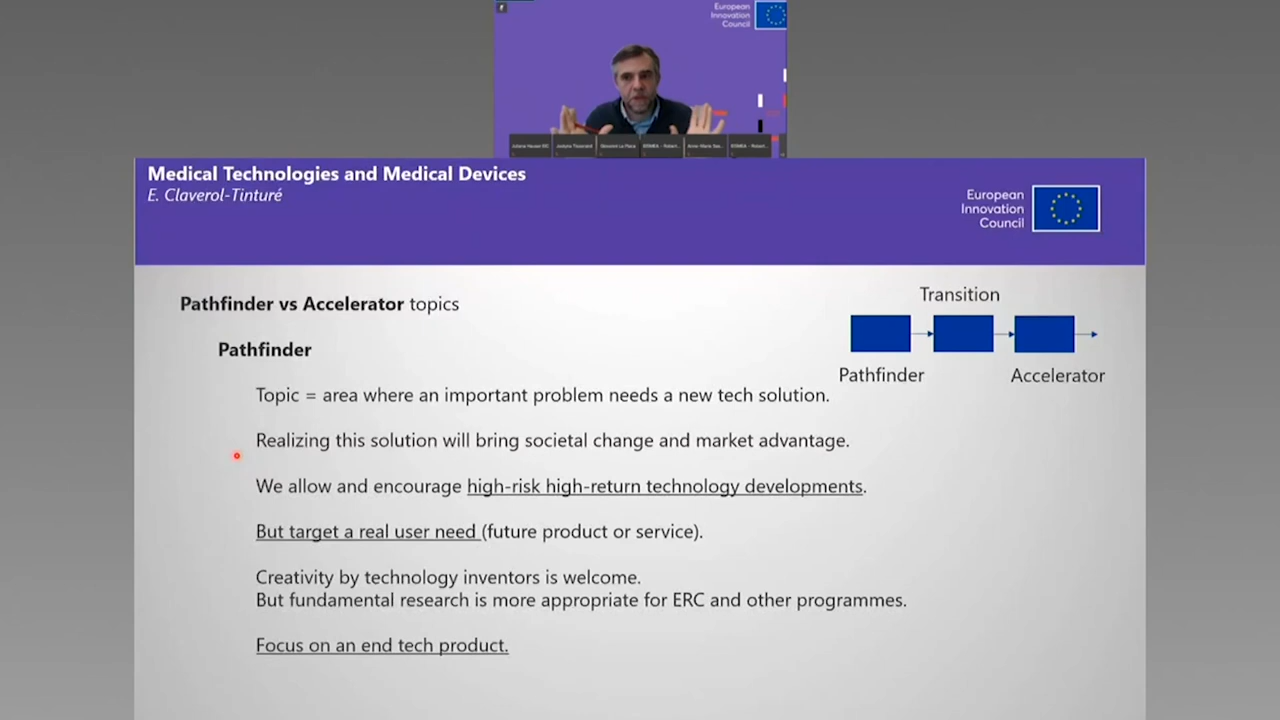 European
Innovation
Council
Medical Technologies and Medical Devices
E. Claverol-Tinturé
European
Innovation
Council
Pathfinder vs Accelerator topics
Transition
Pathfinder
Pathfinder
Accelerator
Topic = area where an important problem needs a new tech solution.
Realizing this solution will bring societal change and market advantage.
We allow and encourage high-risk high-return technology developments.
But target a real user need (future product or service).
Creativity by technology inventors is welcome.
But fundamental research is more appropriate for ERC and other programmes.
Focus on an end tech product.